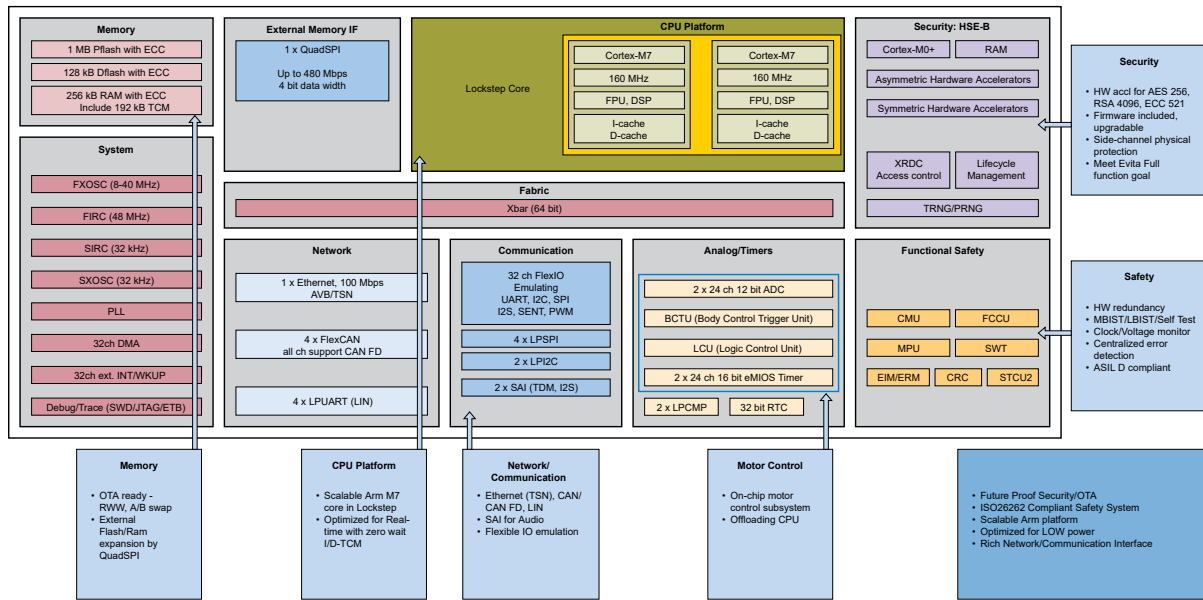 Memory
1 MB Pflash with ECC
128 kB Dflash with ECC
256 kB RAM with ECC
Include 192 kB TCM
System
FXOSC (8-40 MHz)
FIRC (48 MHz)
SIRC (32 kHz)
SXOSC (32 kHz)
PLL
32ch DMA
32ch ext. INT/WKUP
Debug/Trace (SWD/JTAG/ETB)
External Memory IF
1 x QuadSPI
Up to 480 Mbps
4 bit data width
CPU Platform
Lockstep Core
Cortex-M7
160 MHz
FPU, DSP
I-cache
D-cache
Cortex-M7
160 MHz
FPU, DSP
I-cache
D-cache
Fabric
Xbar (64 bit)
Network
1 x Ethernet, 100 Mbps
AVB/TSN
4 x FlexCAN
all ch support CAN FD
4 x LPUART (LIN)
Communication
32 ch FlexIO
Emulating
UART, I2C, SPI
I2S, SENT, PWM
4 x LPSPI
2 x LPI2C
2 x SAI (TDM, I2S)
Analog/Timers
2 x 24 ch 12 bit ADC
BCTU (Body Control Trigger Unit)
LCU (Logic Control Unit)
2 x 24 ch 16 bit eMIOS Timer
2 x LPCMP
32 bit RTC
Security: HSE-B
Cortex-M0+
RAM
Asymmetric Hardware Accelerators
Symmetric Hardware Accelerators
XRDC
Access control
Lifecycle
Management
TRNG/PRNG
Functional Safety
CMU
FCCU
MPU
SWT
EIM/ERM
CRC
STCU2
Security
• HW accl for AES 256,
RSA 4096, ECC 521
• Firmware included,
upgradable
• Side-channel physical
protection
• Meet Evita Full
function goal
Safety
• HW redundancy
• MBIST/LBIST/Self Test
• Clock/Voltage monitor
• Centralized error
detection
• ASIL D compliant
Memory
• OTA ready -
RWW, A/B swap
• External
Flash/Ram
expansion by
QuadSPI
CPU Platform
• Scalable Arm M7
core in Lockstep
• Optimized for Real-
time with zero wait
I/D-TCM
Network/
Communication
• Ethernet (TSN), CAN/
CAN FD, LIN
• SAI for Audio
• Flexible IO emulation
Motor Control
• On-chip motor
control subsystem
• Offloading CPU
• Future Proof Security/OTA
• ISO26262 Compliant Safety System
• Scalable Arm platform
• Optimized for LOW power
• Rich Network/Communication Interface